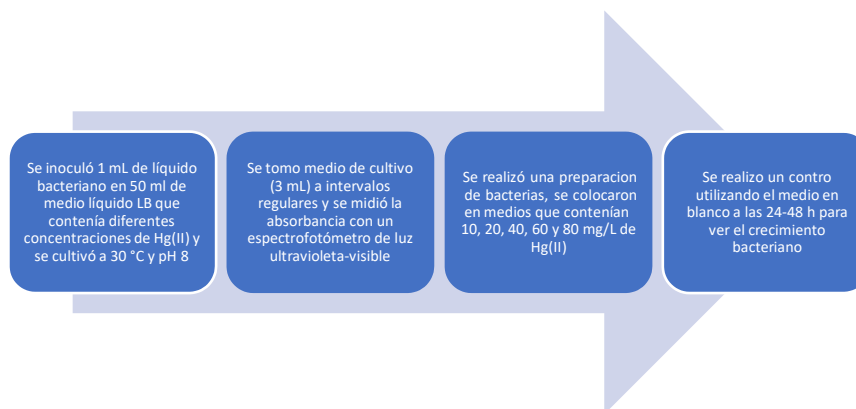 Se inoculó 1 mL de líquido
bacteriano en 50 ml de
medio líquido LB que
contenía diferentes
concentraciones de Hg(II) y
se cultivó a 30 °C y pH 8
Se tomo medio de cultivo
(3 mL) a intervalos
regulares y se midió la
absorbancia con un
espectrofotómetro de luz
ultravioleta-visible
Se realizó una preparacion
de bacterias, se colocaron
en medios que contenían
10, 20, 40, 60 y 80 mg/L de
Hg(II)
Se realizo un contro
utilizando el medio en
blanco a las 24-48 h para
ver el crecimiento
bacteriano